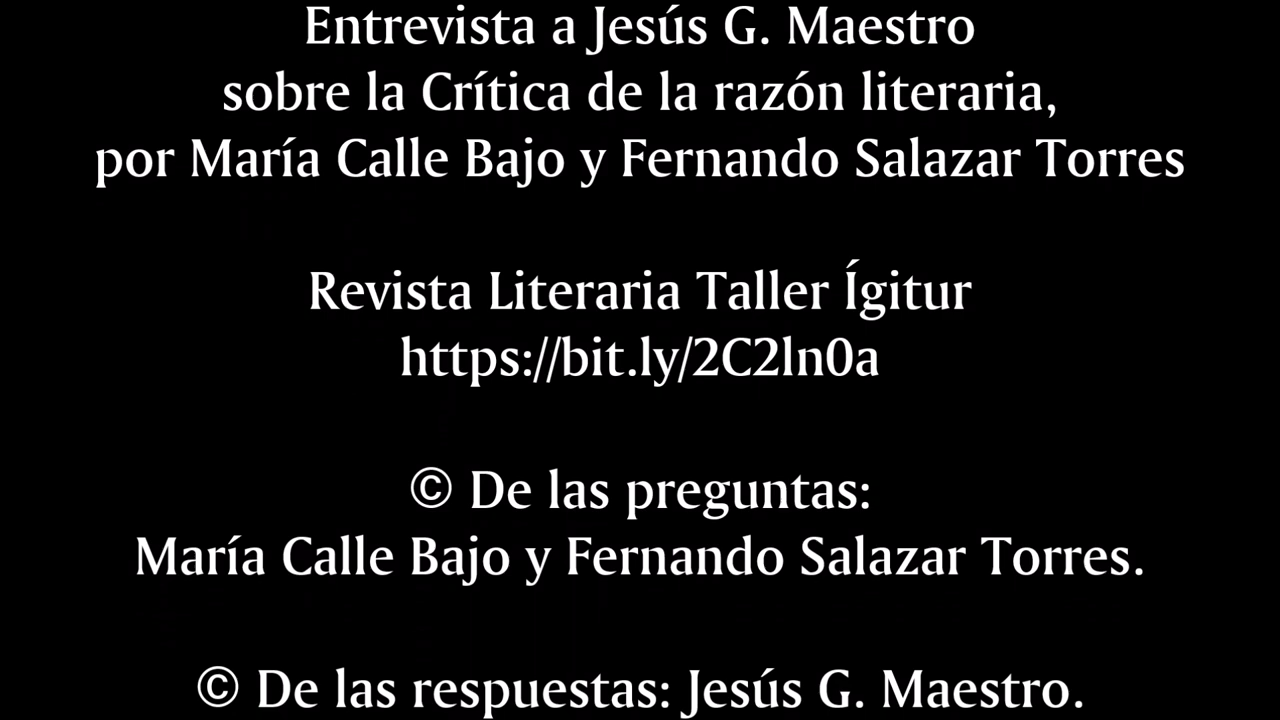 Entrevista a Jesús G. Maestro
sobre la Crítica de la razón literaria,
por María Calle Bajo y Fernando Salazar Torres
Revista Literaria Taller Ígitur
https://bit.ly/2C2ln0a
© De las preguntas:
María Calle Bajo y Fernando Salazar Torres.
© De las respuestas: Jesús G. Maestro.